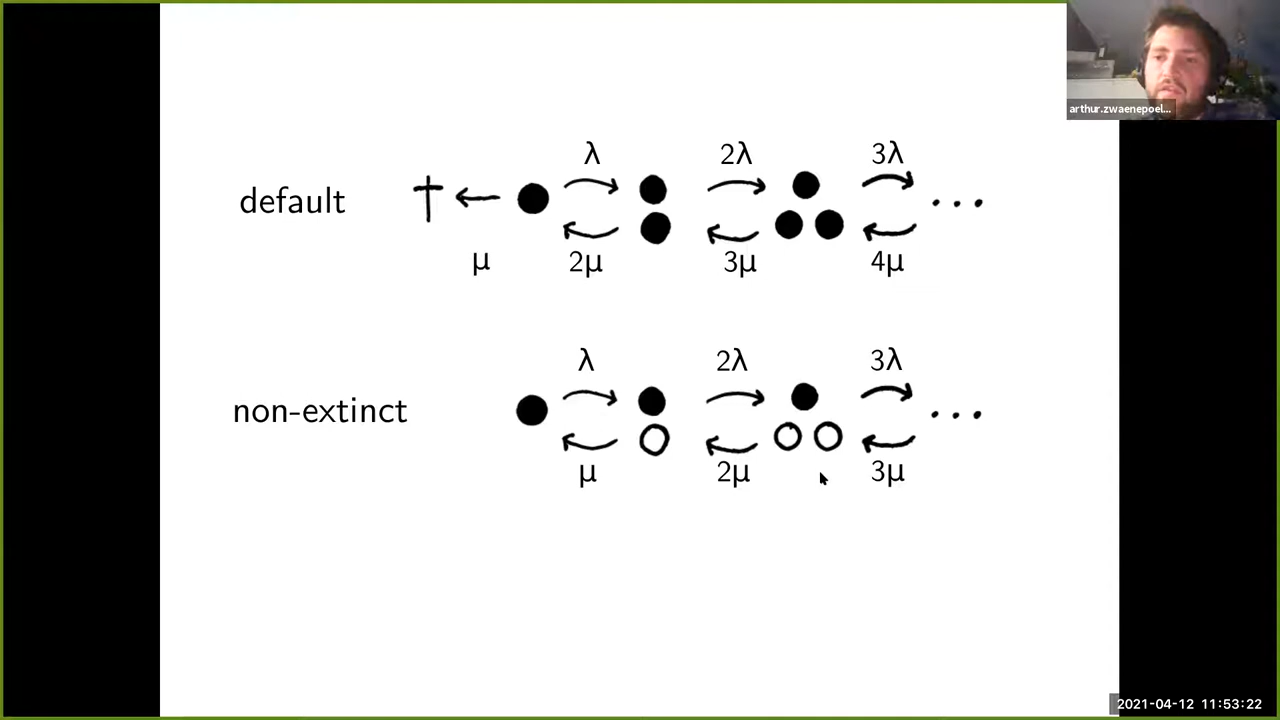 arthur.zwaenepoel...
λ 2λ 3λ
default † ...
μ 2μ 3μ 4μ
λ 2λ 3λ
non-extinct ...
μ 2μ 3μ
2021-04-12 11:53:22